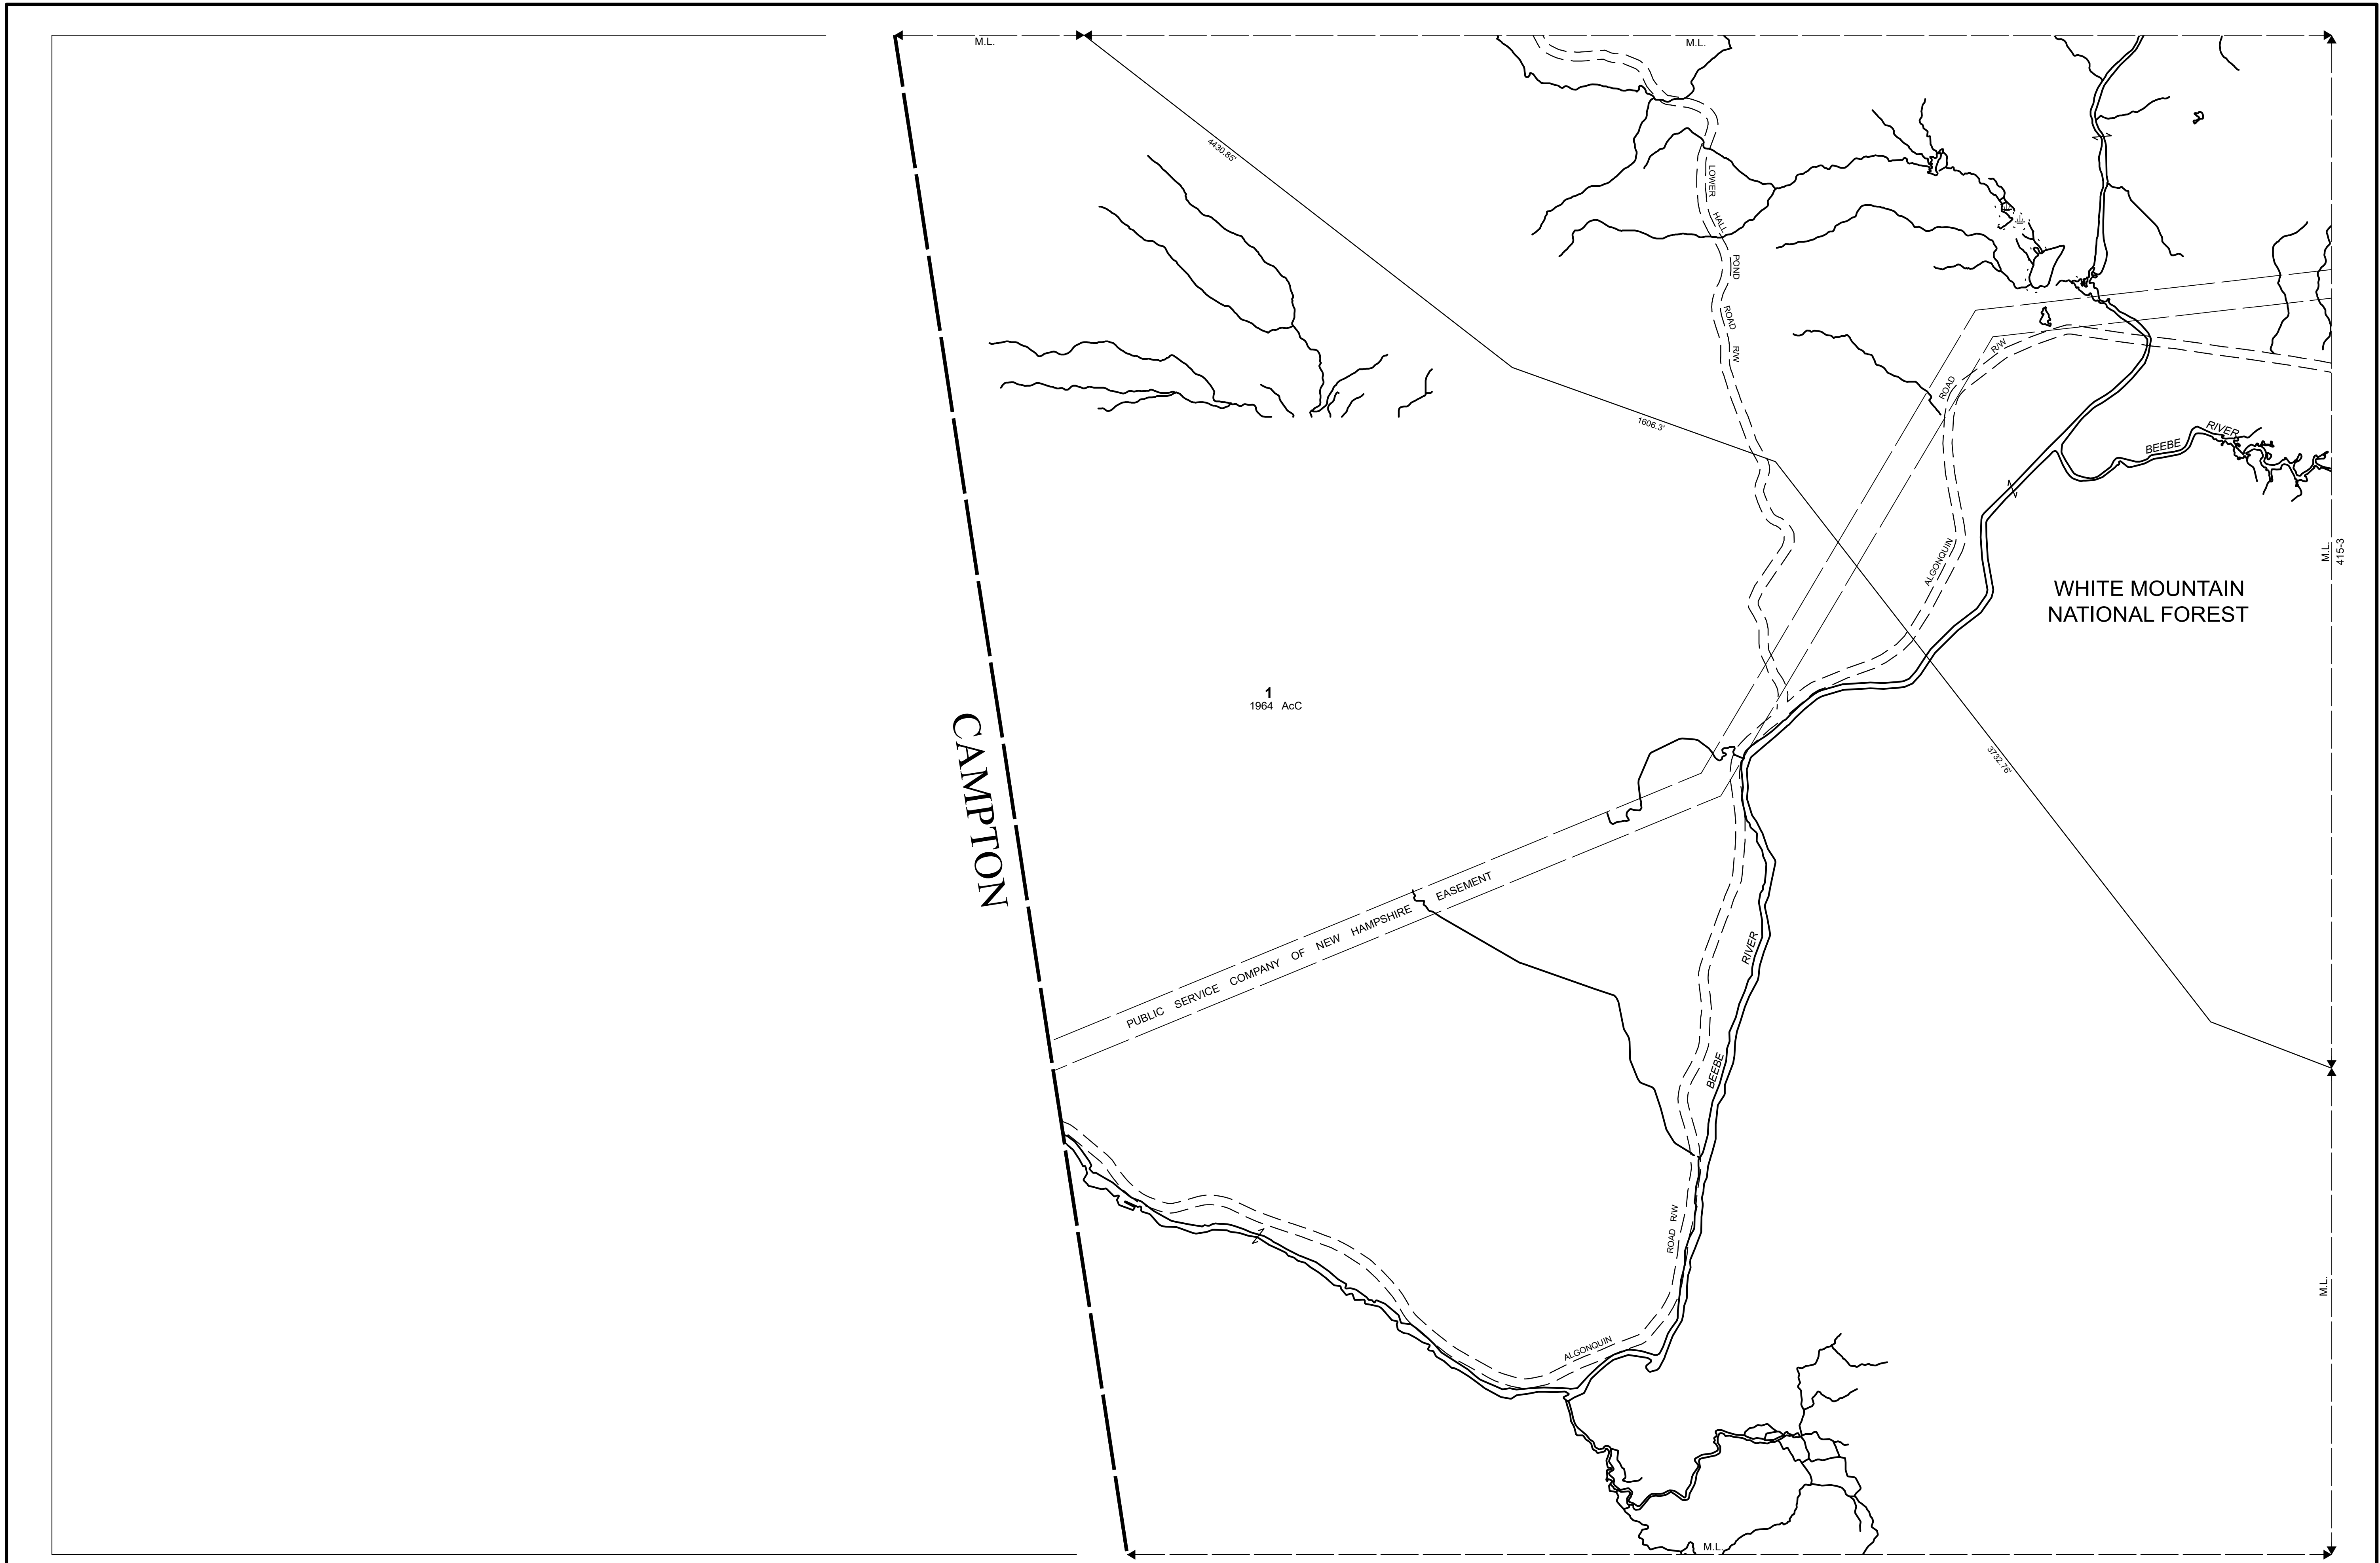 M.L.
M.L.
4430.85'
LOWER
HALL
POND
ROAD
R/W
1606.3'
R/W
ROAD
ALGONQUIN
BEEBE
RIVER
M.L.
415-3
WHITE MOUNTAIN
NATIONAL FOREST
1
1964 AcC
CAMPTON
3732.76'
PUBLIC SERVICE COMPANY OF NEW HAMPSHIRE EASEMENT
BEEBE RIVER
ALGONQUIN ROAD R/W
M.L.
M.L.